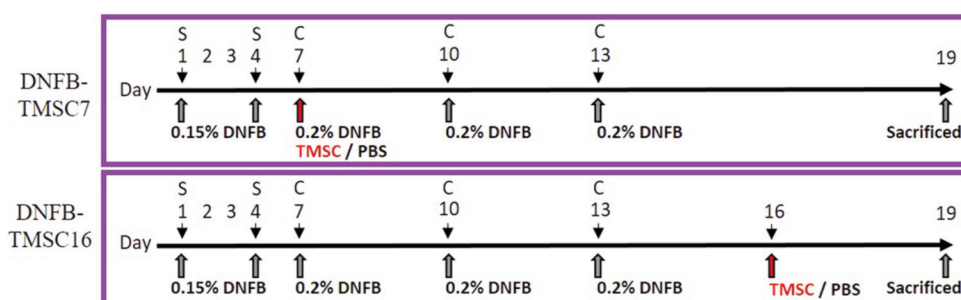 DNFB-
TMSC7
S S C C C
1 2 3 4 7 10 13 19
Day
0.15% DNFB 0.2% DNFB 0.2% DNFB 0.2% DNFB Sacrificed
TMSC / PBS
DNFB-
TMSC16
S S C C C
1 2 3 4 7 10 13 16 19
Day
0.15% DNFB 0.2% DNFB 0.2% DNFB 0.2% DNFB TMSC / PBS Sacrificed